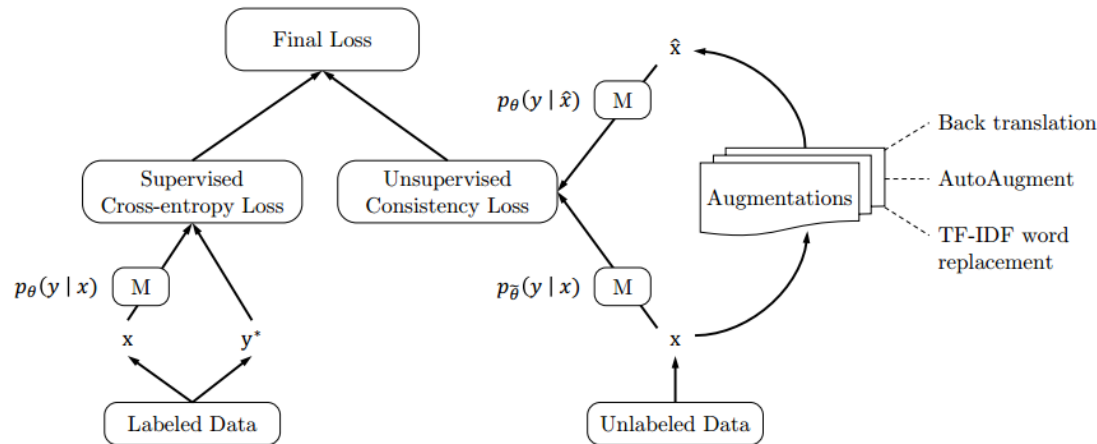 Final Loss
x̂
p_θ(y | x̂)
M
Back translation
Supervised
Cross-entropy Loss
Unsupervised
Consistency Loss
Augmentations
AutoAugment
TF-IDF word
replacement
p_θ(y | x)
M
p_θ̃(y | x)
M
x
y*
x
Labeled Data
Unlabeled Data